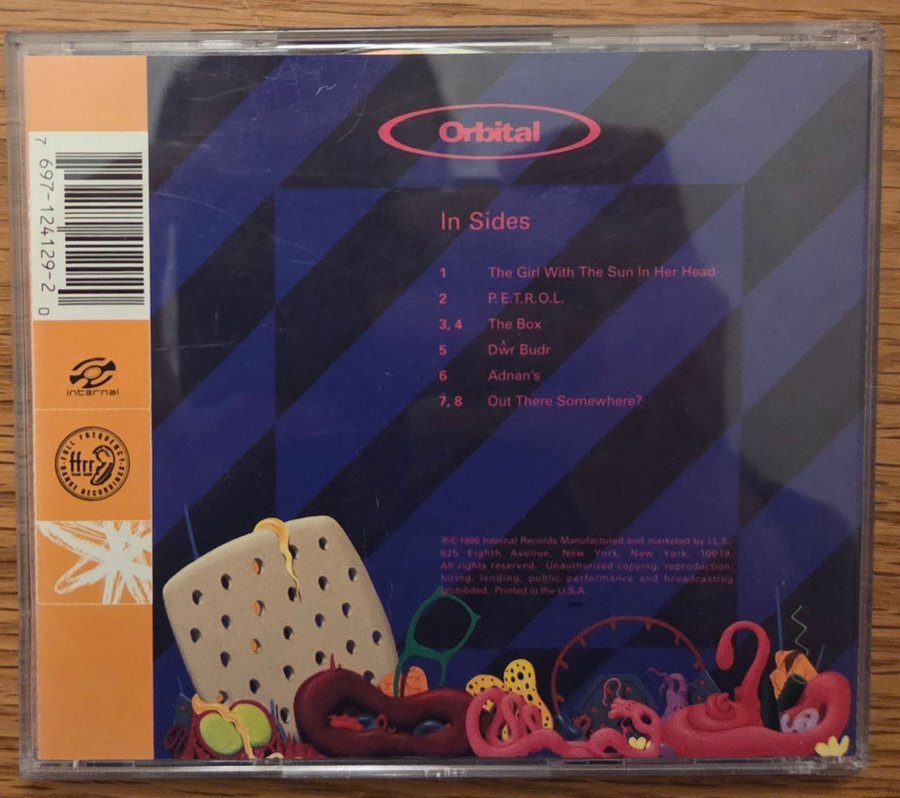 Orbital
In Sides
1 The Girl With The Sun In Her Head
2 P.E.T.R.O.L.
3, 4 The Box
5 Dŵr Budr
6 Adnan's
7, 8 Out There Somewhere?
℗©1996 Internal Records Manufactured and marketed by I.L.S.,
825 Eighth Avenue, New York, New York, 10019.
All rights reserved. Unauthorized copying, reproduction,
hiring, lending, public performance and broadcasting
prohibited. Printed in the U.S.A.
7 697-124129-2 0
internal
FULL FREQUENCY
ffrr
RANGE RECORDINGS